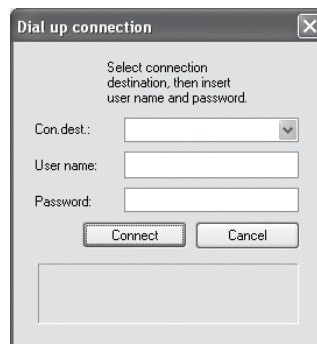 Dial up connection
Select connection
destination, then insert
user name and password.
Con.dest.:
User name:
Password:
Connect Cancel